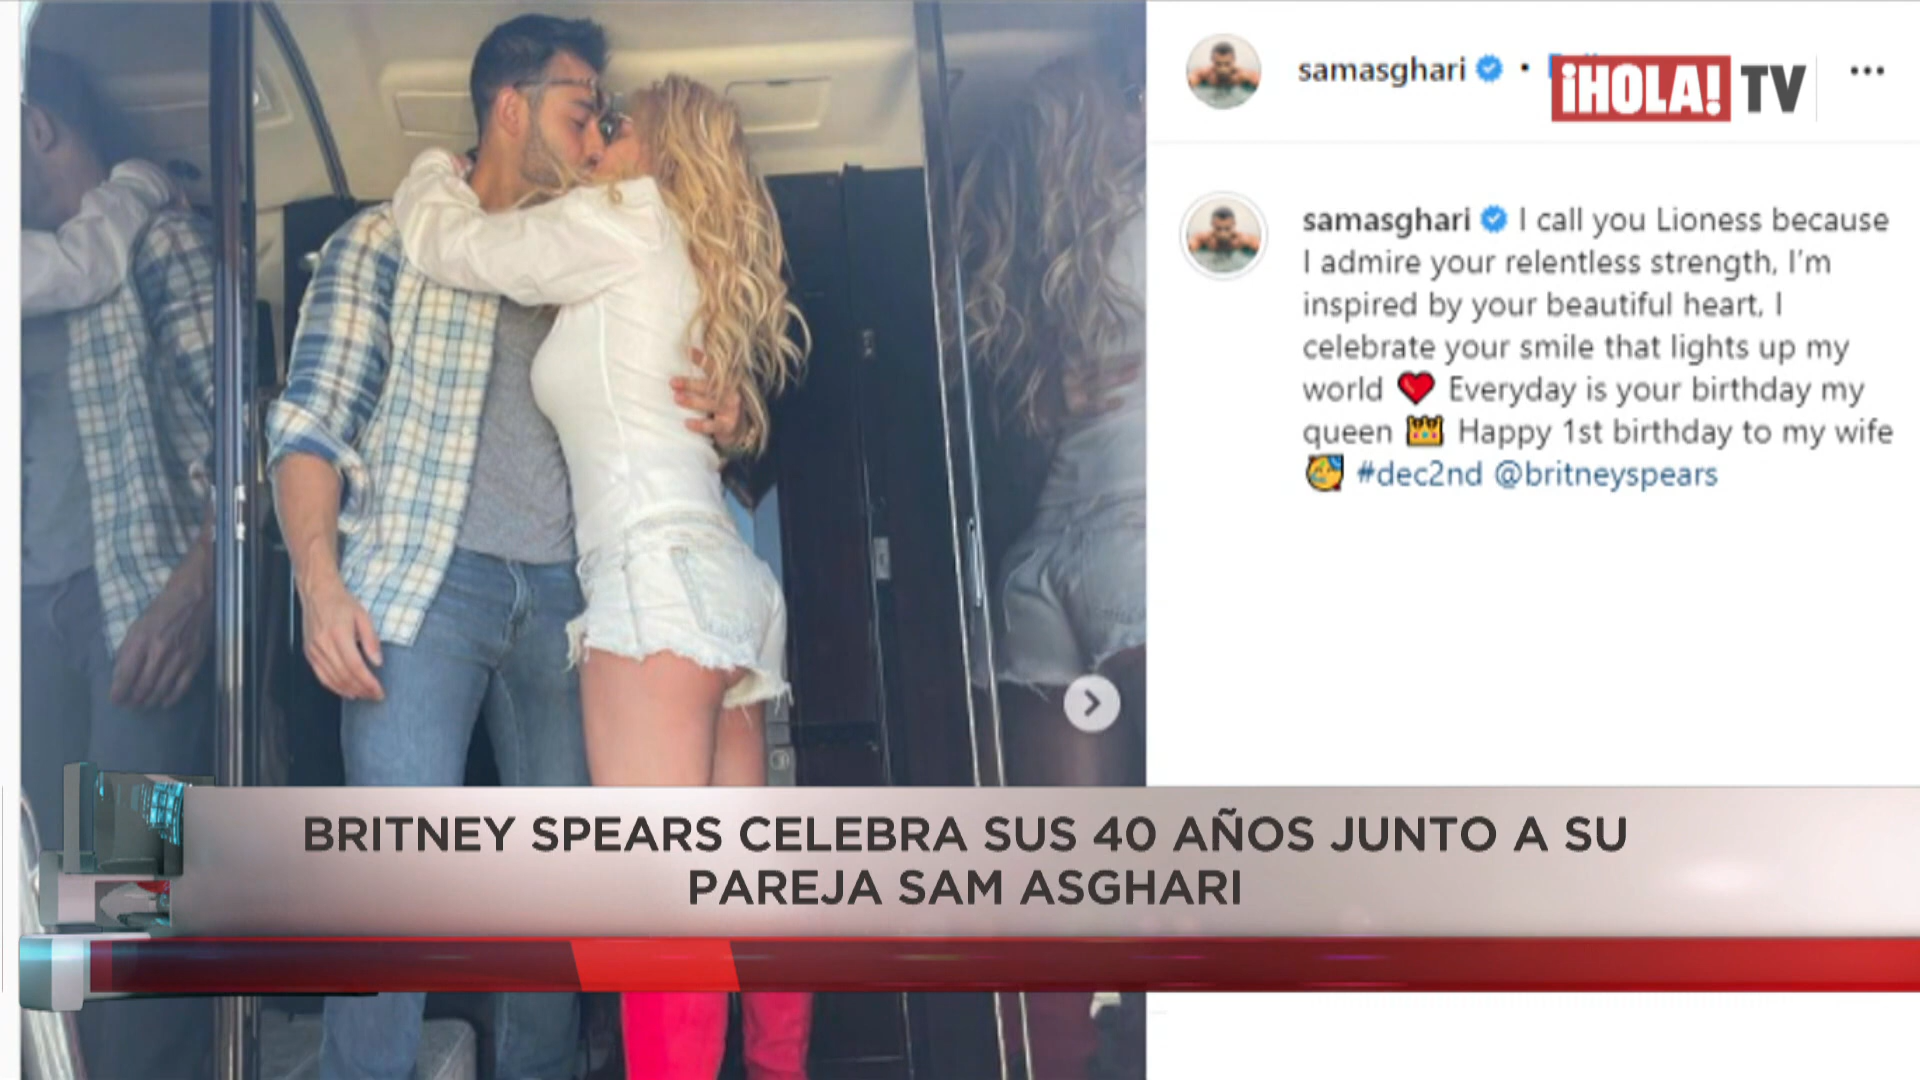 samasghari •
¡HOLA! TV
samasghari I call you Lioness because
I admire your relentless strength, I'm
inspired by your beautiful heart, I
celebrate your smile that lights up my
world ❤️ Everyday is your birthday my
queen 👑 Happy 1st birthday to my wife
🥳 #dec2nd @britneyspears
BRITNEY SPEARS CELEBRA SUS 40 AÑOS JUNTO A SU
PAREJA SAM ASGHARI